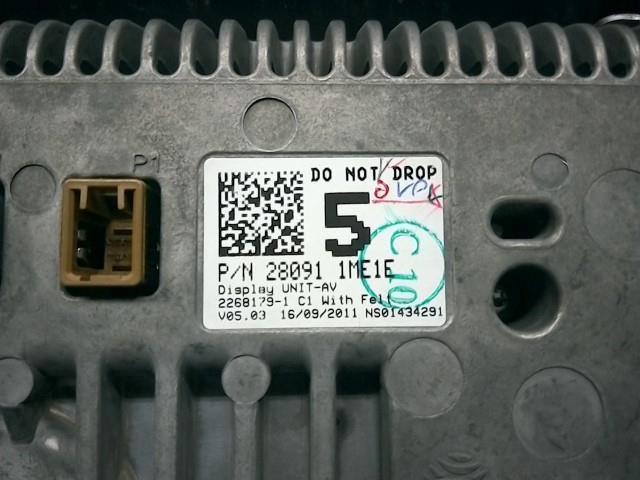 P1
DO NOT DROP
5
C10
P/N 28091 1ME1E
Display UNIT-AV
2268179-1 C1 With Felt
V05.03 16/09/2011 NS01434291